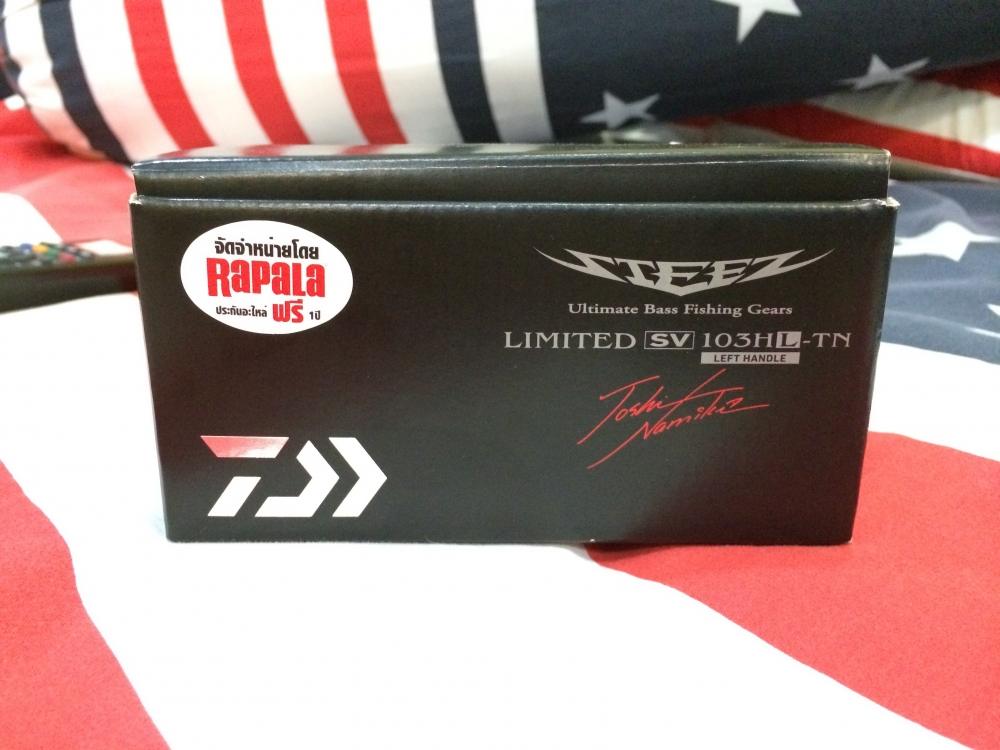 จัดจำหน่ายโดย
Rapala
ประกันอะไหล่ ฟรี 1ปี
STEEZ
Ultimate Bass Fishing Gears
LIMITED SV 103HL-TN
LEFT HANDLE
Toshi
Namiki